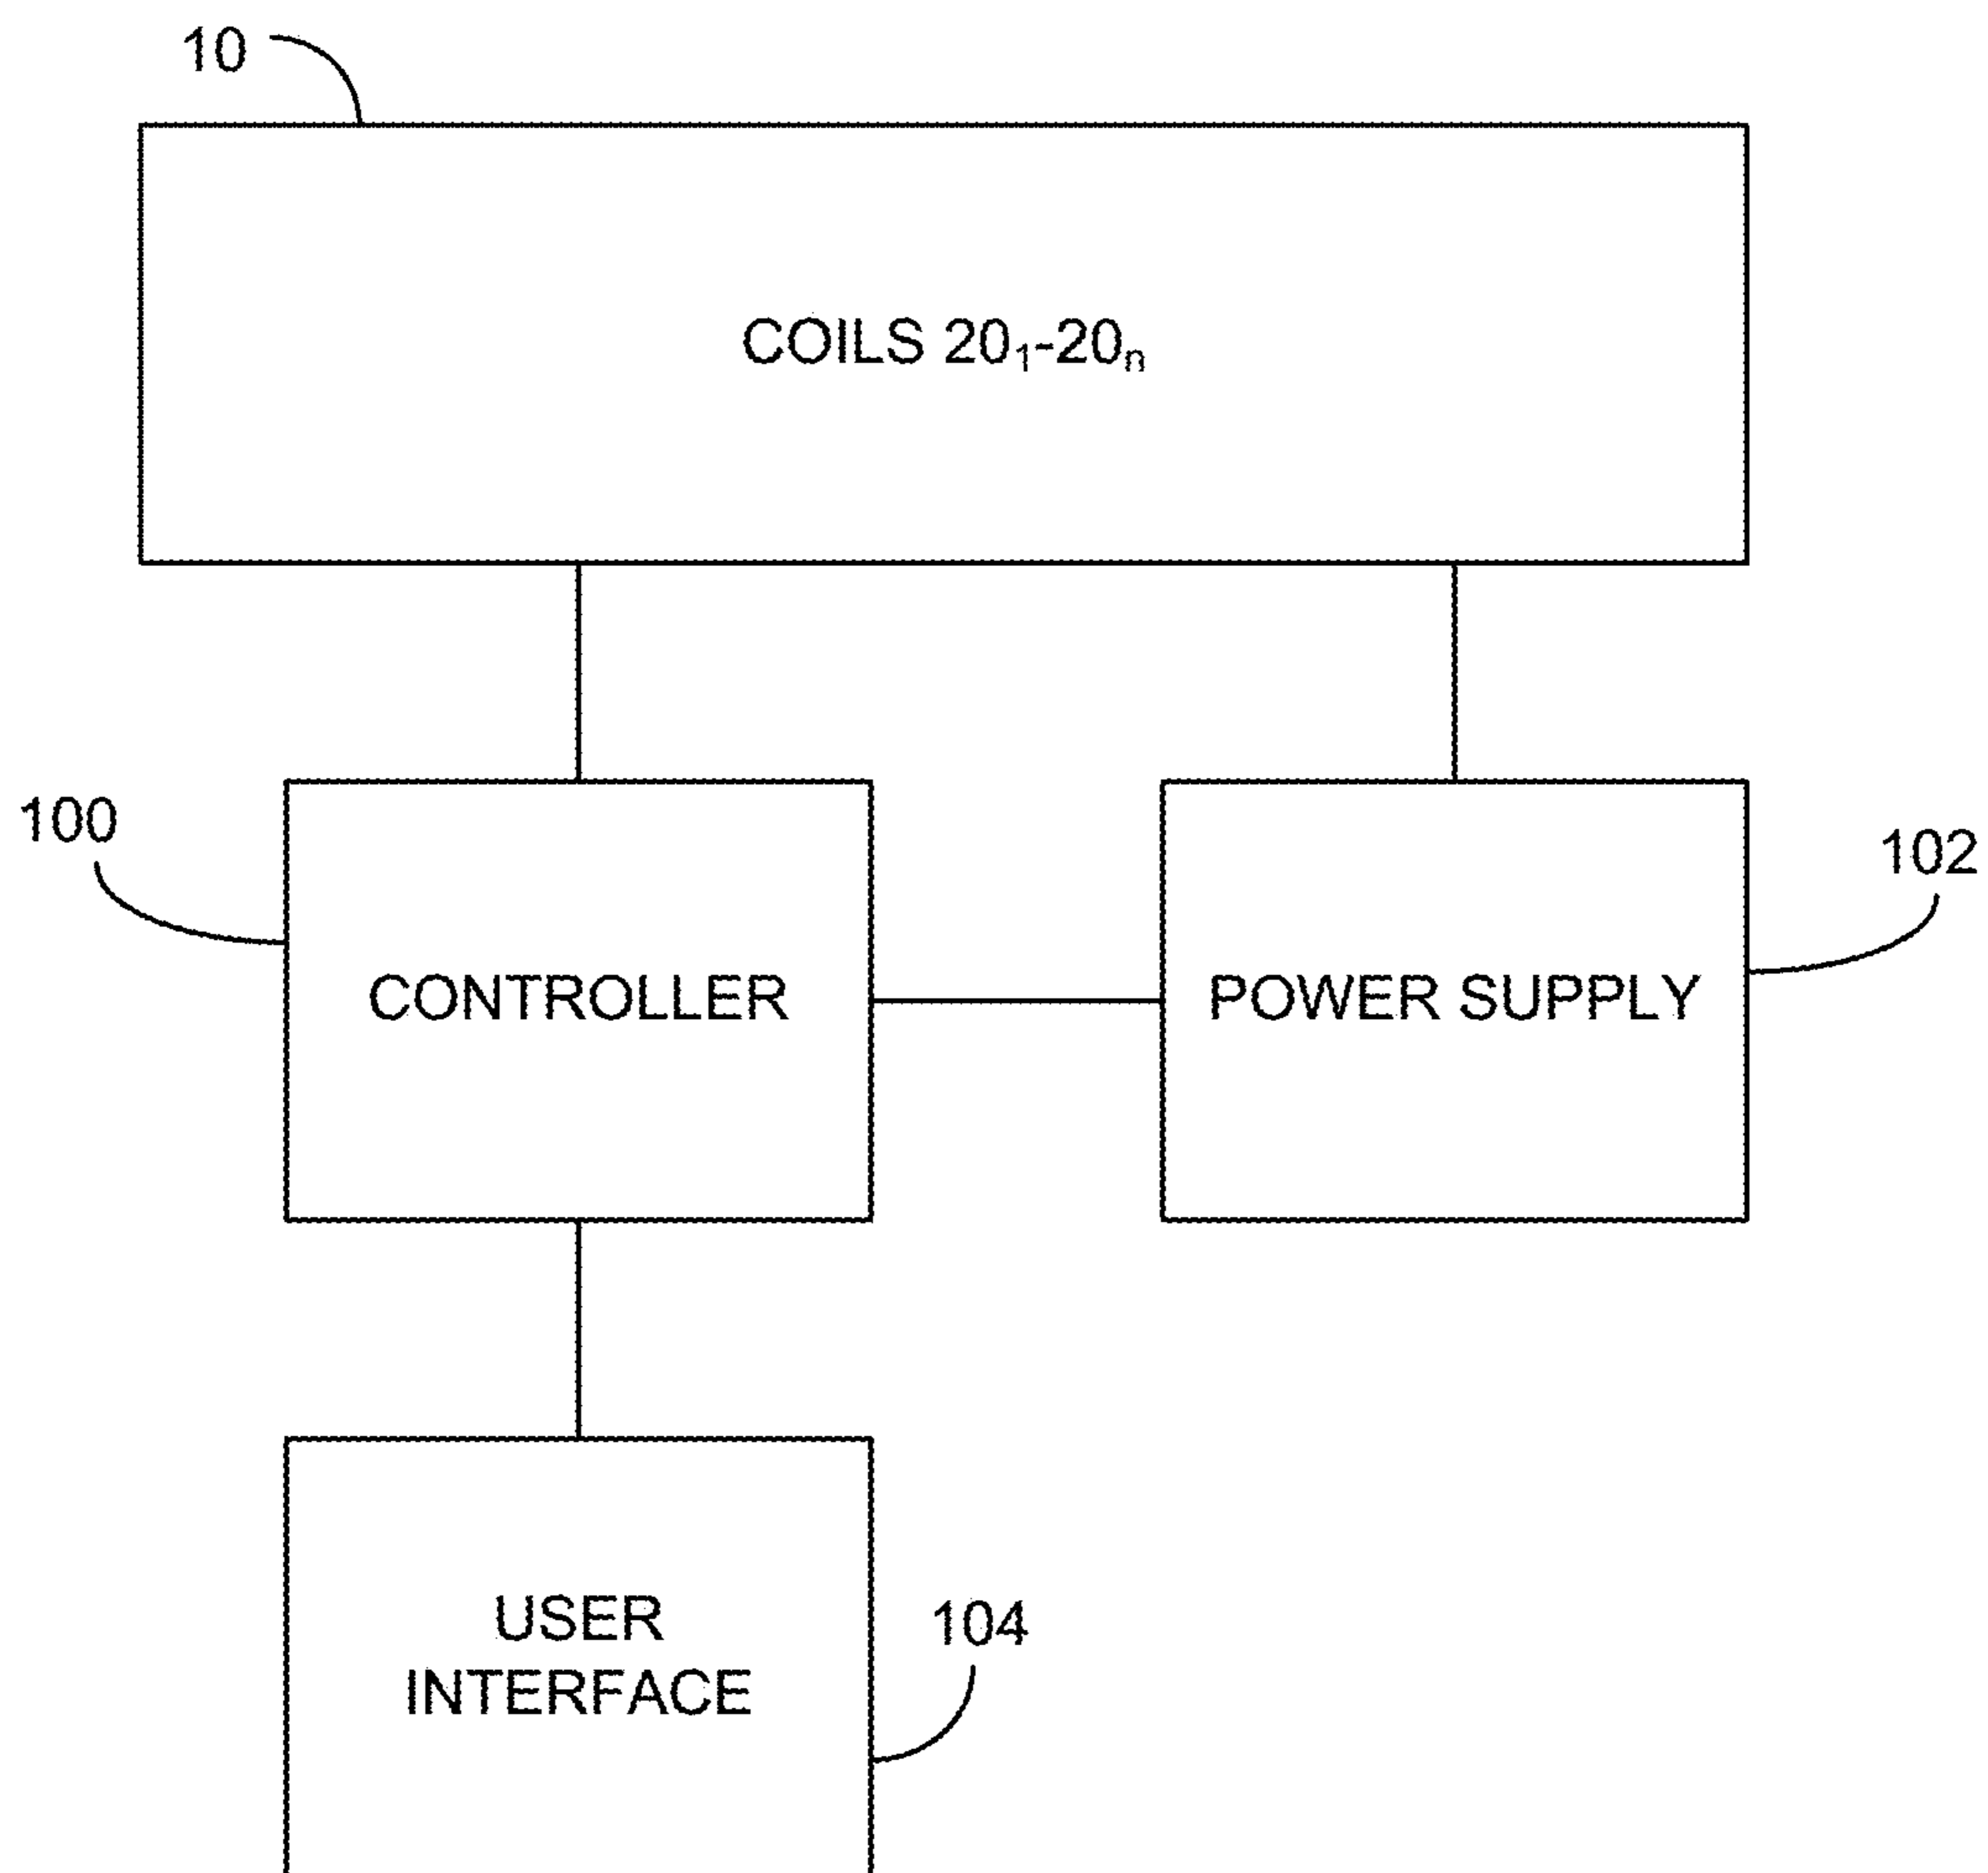 10
COILS 20₁-20ₙ
100
102
CONTROLLER
POWER SUPPLY
USER
INTERFACE
104